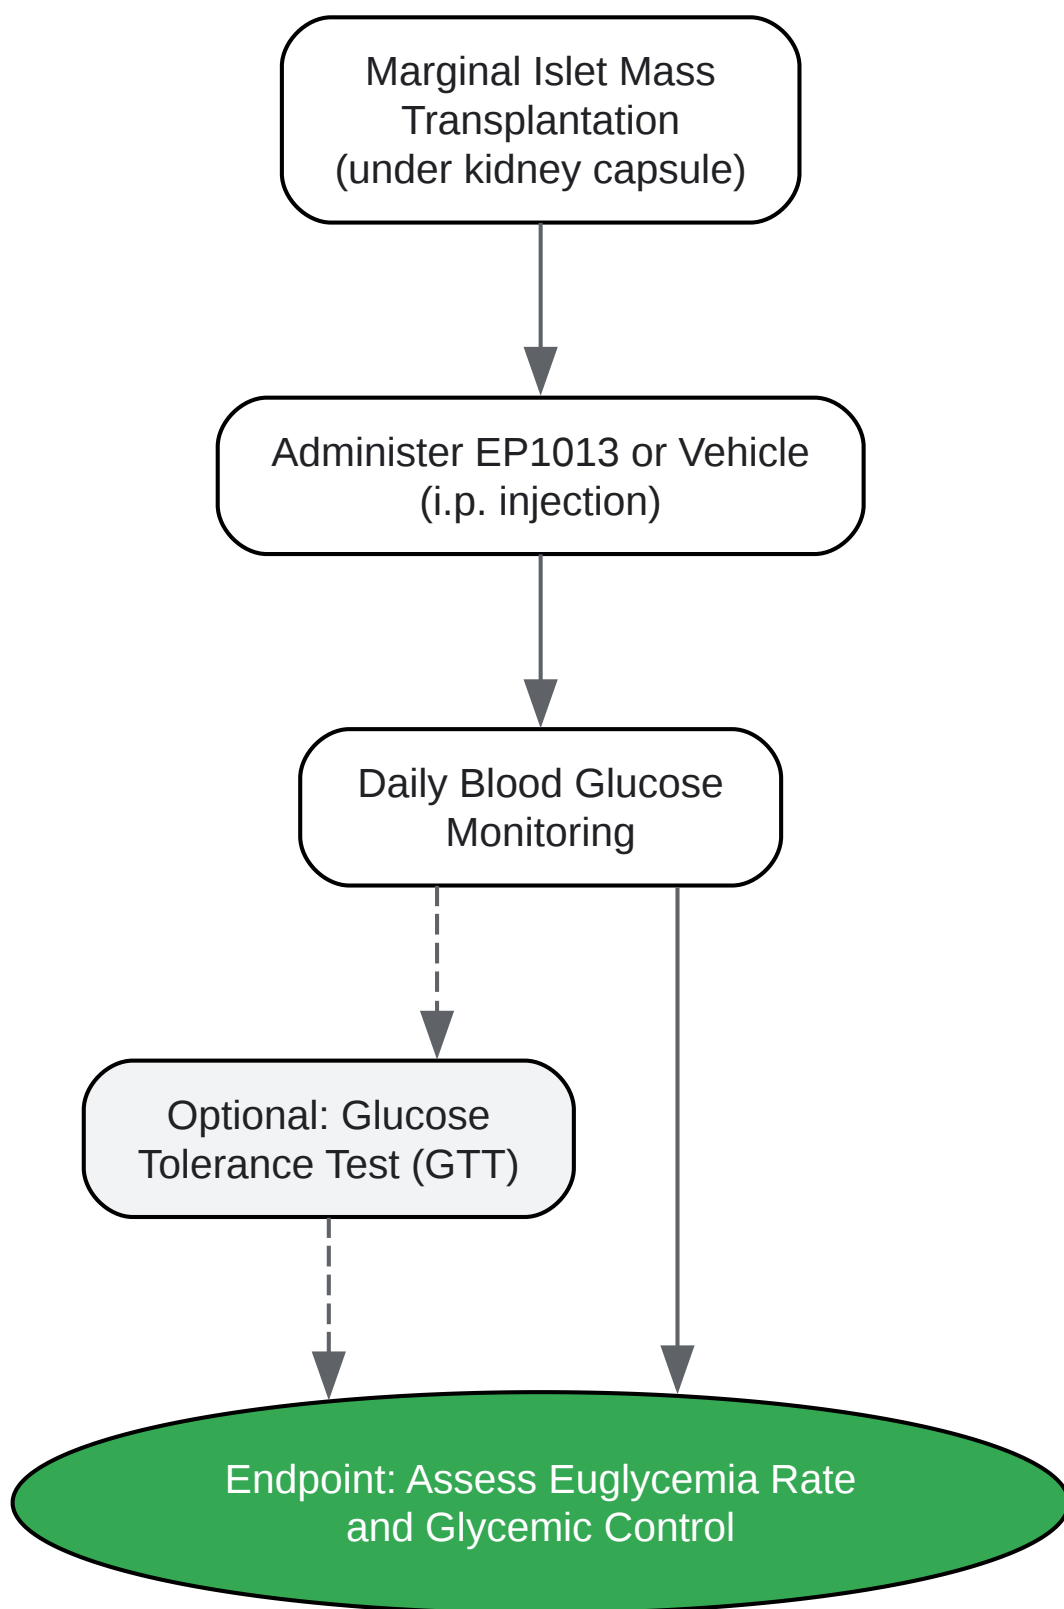 Marginal Islet Mass
Transplantation
(under kidney capsule)
Administer EP1013 or Vehicle
(i.p. injection)
Daily Blood Glucose
Monitoring
Optional: Glucose
Tolerance Test (GTT)
Endpoint: Assess Euglycemia Rate
and Glycemic Control